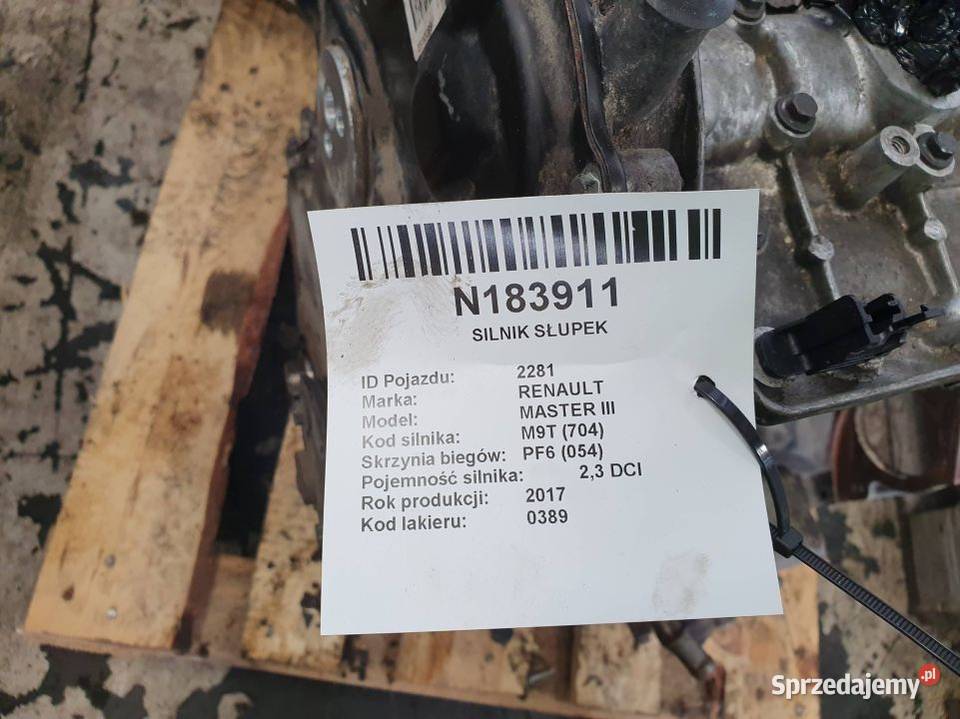 N183911
SILNIK SŁUPEK
ID Pojazdu: 2281
Marka: RENAULT
Model: MASTER III
Kod silnika: M9T (704)
Skrzynia biegów: PF6 (054)
Pojemność silnika: 2,3 DCI
Rok produkcji: 2017
Kod lakieru: 0389
Sprzedajemy.pl